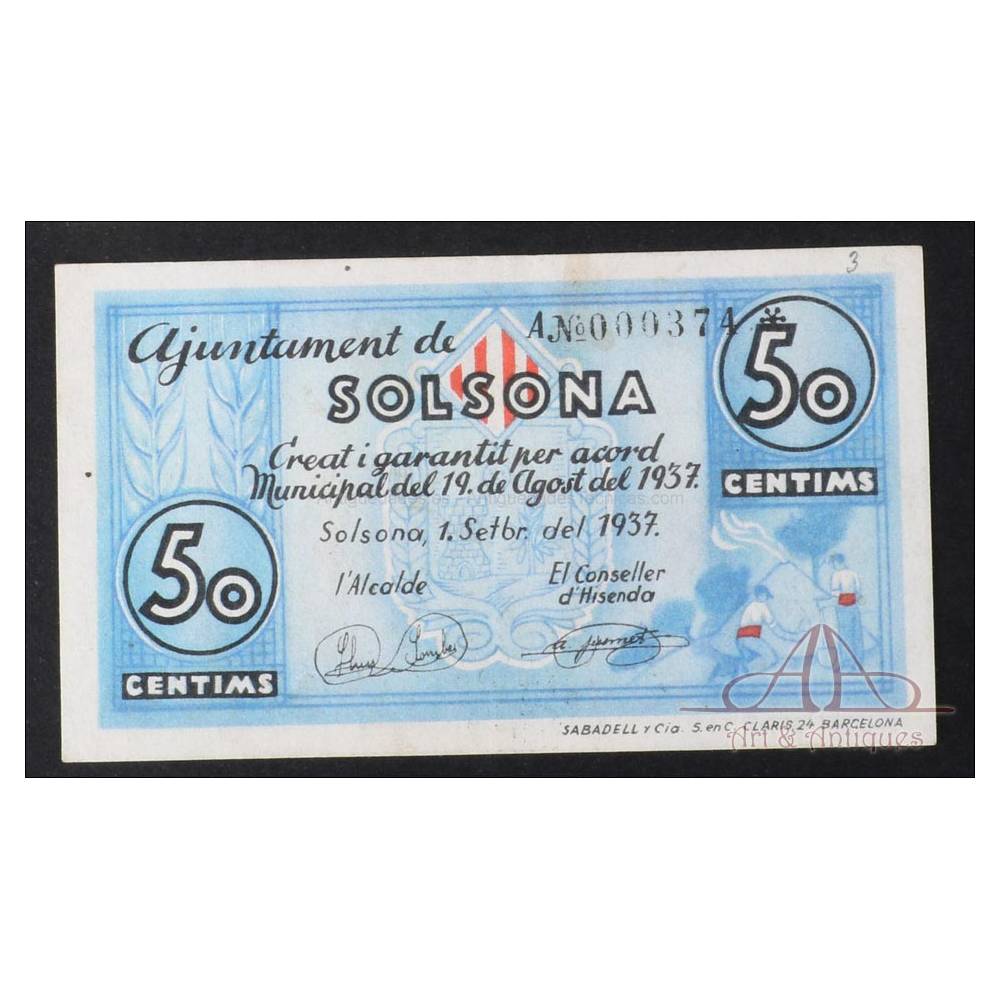 3
Ajuntament de
A.Nº000374
SOLSONA
50
CENTIMS
Creat i garantit per acord
Municipal del 19. de Agost del 1937.
Solsona, 1. Setbr. del 1937.
l'Alcalde
El Conseller
d'Hisenda
50
CENTIMS
SABADELL y Cia. S. en C. CLARIS, 24 BARCELONA
Art & Antiques